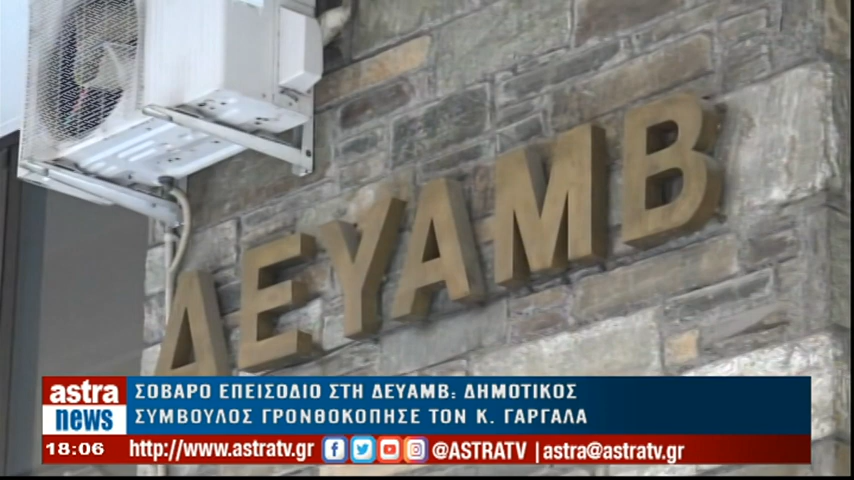 ΔΕΥΑΜΒ
astra
news
ΣΟΒΑΡΟ ΕΠΕΙΣΟΔΙΟ ΣΤΗ ΔΕΥΑΜΒ: ΔΗΜΟΤΙΚΟΣ
ΣΥΜΒΟΥΛΟΣ ΓΡΟΝΘΟΚΟΠΗΣΕ ΤΟΝ Κ. ΓΑΡΓΑΛΑ
18:06 http://www.astratv.gr @ASTRATV | astra@astratv.gr